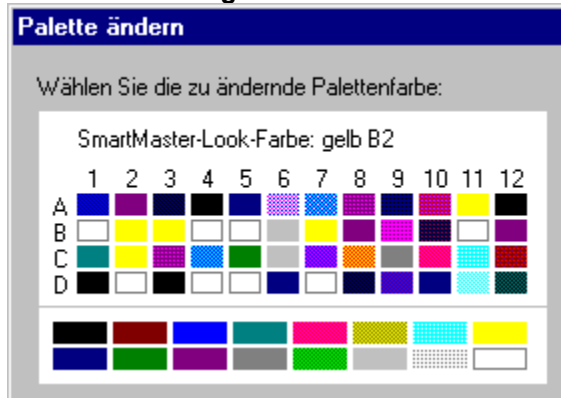 Palette ändern
Wählen Sie die zu ändernde Palettenfarbe:
SmartMaster-Look-Farbe: gelb B2
1 2 3 4 5 6 7 8 9 10 11 12
A
B
C
D